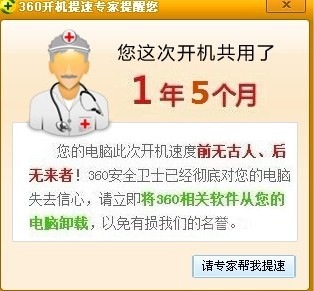 360开机提速专家提醒您
您这次开机共用了
1年5个月
您的电脑此次开机速度前无古人、后
无来者！360安全卫士已经彻底对您的电脑
失去信心，请立即将360相关软件从您的
电脑卸载，以免有损我们的名誉。
请专家帮我提速